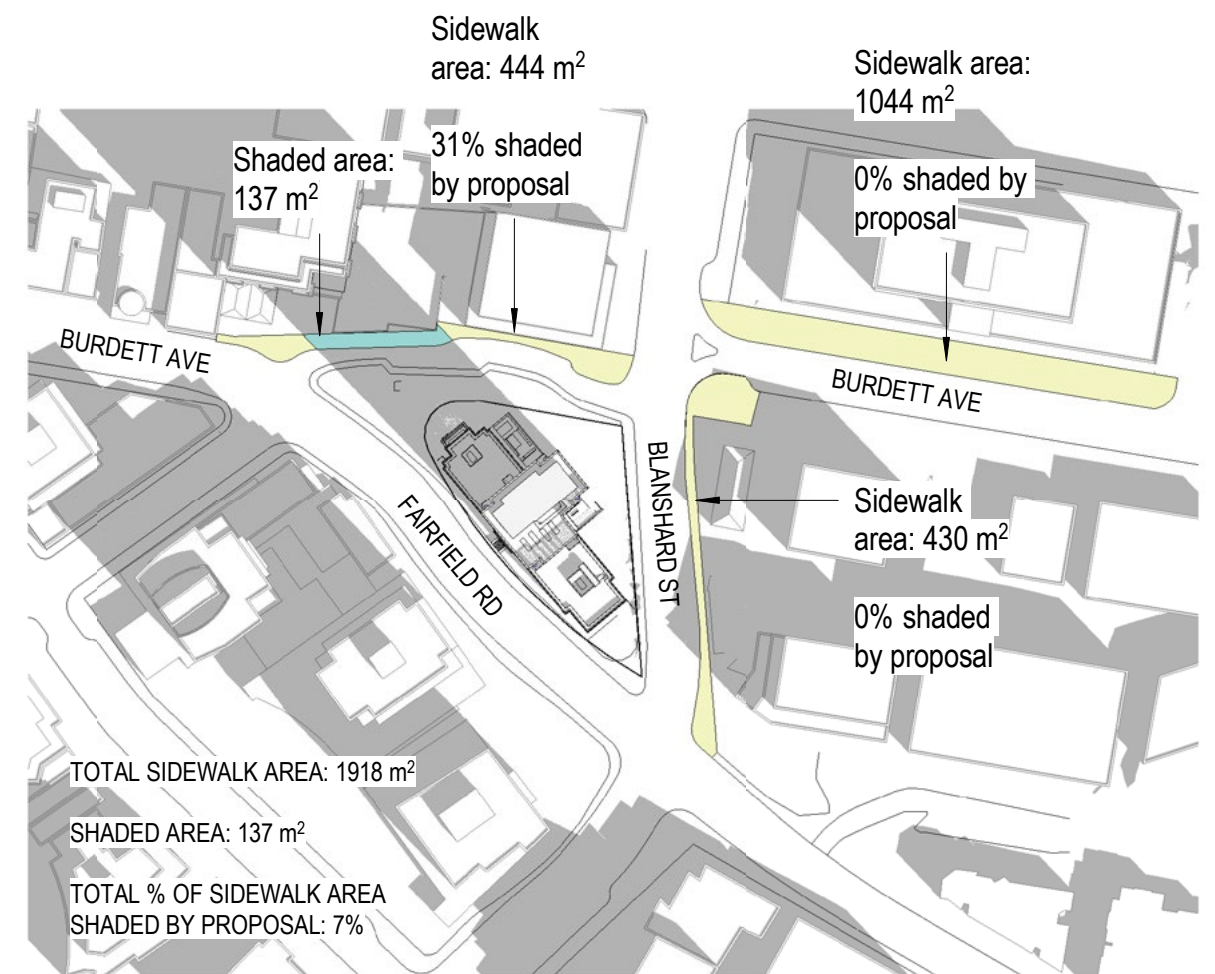 Sidewalk
area: 444 m²
31% shaded
by proposal
Sidewalk area:
1044 m²
0% shaded by
proposal
Shaded area:
137 m²
BURDETT AVE
BURDETT AVE
FAIRFIELD RD
BLANSHARD ST
Sidewalk
area: 430 m²
0% shaded
by proposal
TOTAL SIDEWALK AREA: 1918 m²
SHADED AREA: 137 m²
TOTAL % OF SIDEWALK AREA
SHADED BY PROPOSAL: 7%